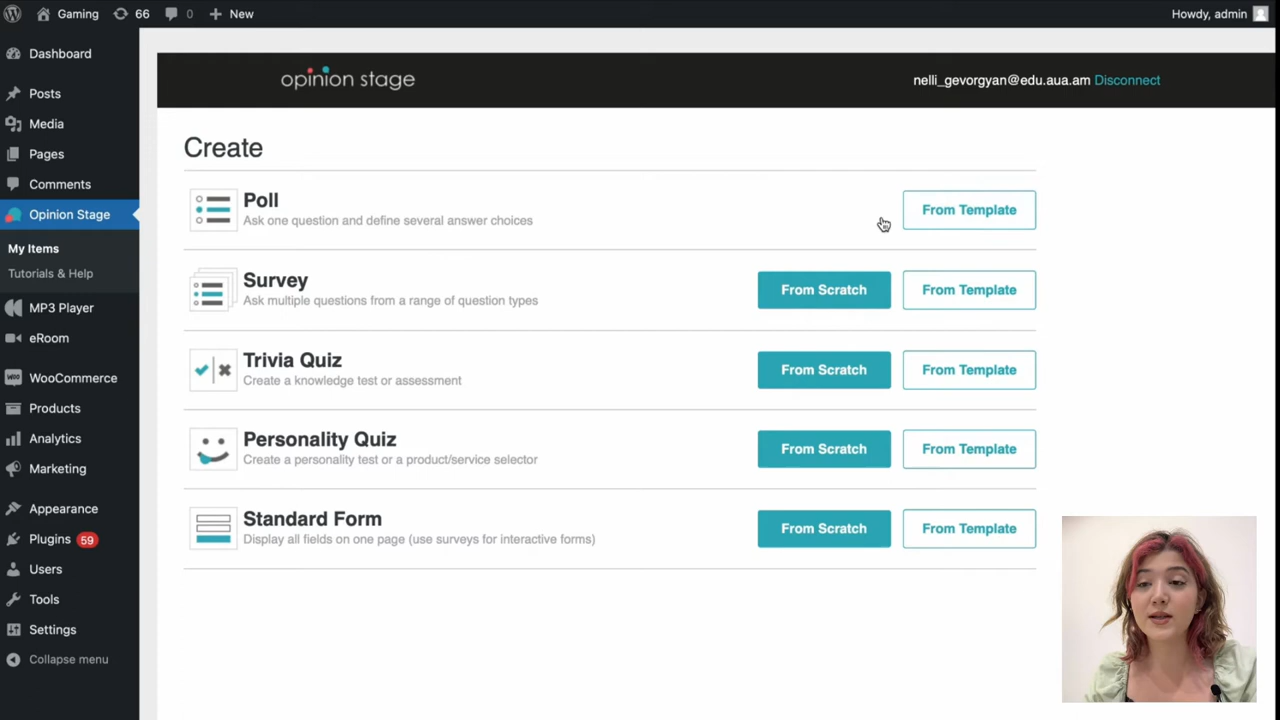 Gaming
66
0
New
Howdy, admin
Dashboard
Posts
Media
Pages
Comments
Opinion Stage
My Items
Tutorials & Help
MP3 Player
eRoom
WooCommerce
Products
Analytics
Marketing
Appearance
Plugins 59
Users
Tools
Settings
Collapse menu
opinion stage
nelli_gevorgyan@edu.aua.am Disconnect
Create
Poll
Ask one question and define several answer choices
From Template
Survey
Ask multiple questions from a range of question types
From Scratch
From Template
Trivia Quiz
Create a knowledge test or assessment
From Scratch
From Template
Personality Quiz
Create a personality test or a product/service selector
From Scratch
From Template
Standard Form
Display all fields on one page (use surveys for interactive forms)
From Scratch
From Template